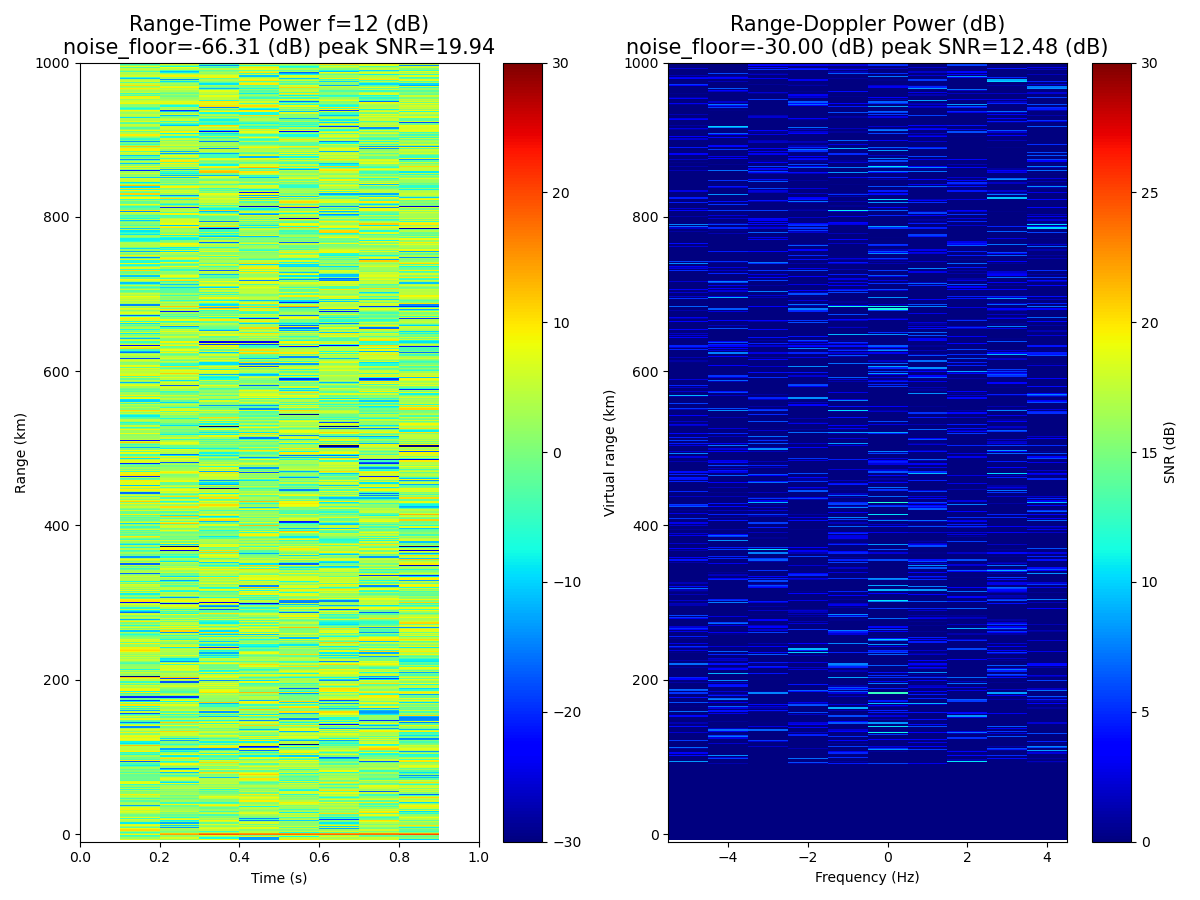 Range-Time Power f=12 (dB)
noise_floor=-66.31 (dB) peak SNR=19.94
Range-Doppler Power (dB)
noise_floor=-30.00 (dB) peak SNR=12.48 (dB)
1000
800
600
400
200
0
Range (km)
0.0 0.2 0.4 0.6 0.8 1.0
Time (s)
30
20
10
0
−10
−20
−30
1000
800
600
400
200
0
Virtual range (km)
−4 −2 0 2 4
Frequency (Hz)
30
25
20
15
10
5
0
SNR (dB)